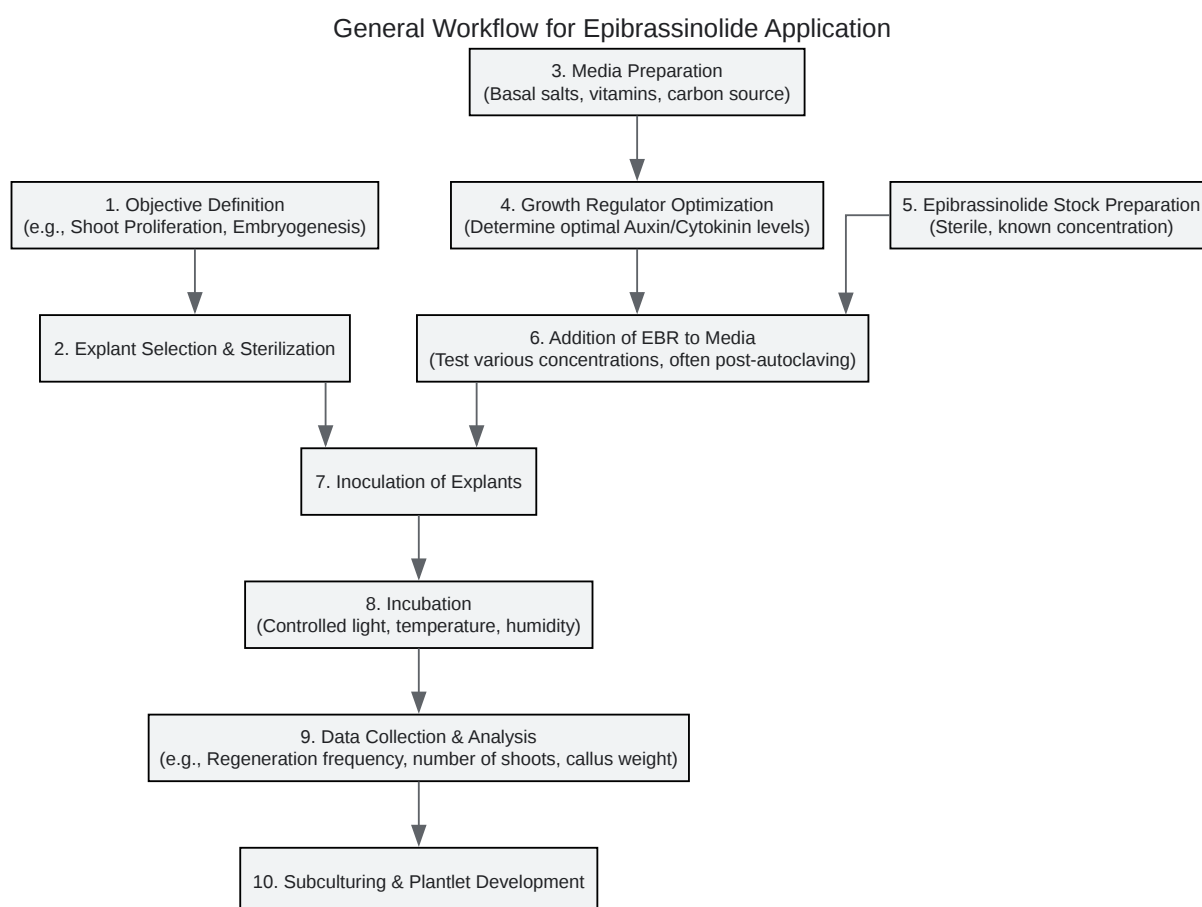 General Workflow for Epibrassinolide Application
3. Media Preparation
(Basal salts, vitamins, carbon source)
1. Objective Definition
(e.g., Shoot Proliferation, Embryogenesis)
4. Growth Regulator Optimization
(Determine optimal Auxin/Cytokinin levels)
5. Epibrassinolide Stock Preparation
(Sterile, known concentration)
2. Explant Selection & Sterilization
6. Addition of EBR to Media
(Test various concentrations, often post-autoclaving)
7. Inoculation of Explants
8. Incubation
(Controlled light, temperature, humidity)
9. Data Collection & Analysis
(e.g., Regeneration frequency, number of shoots, callus weight)
10. Subculturing & Plantlet Development